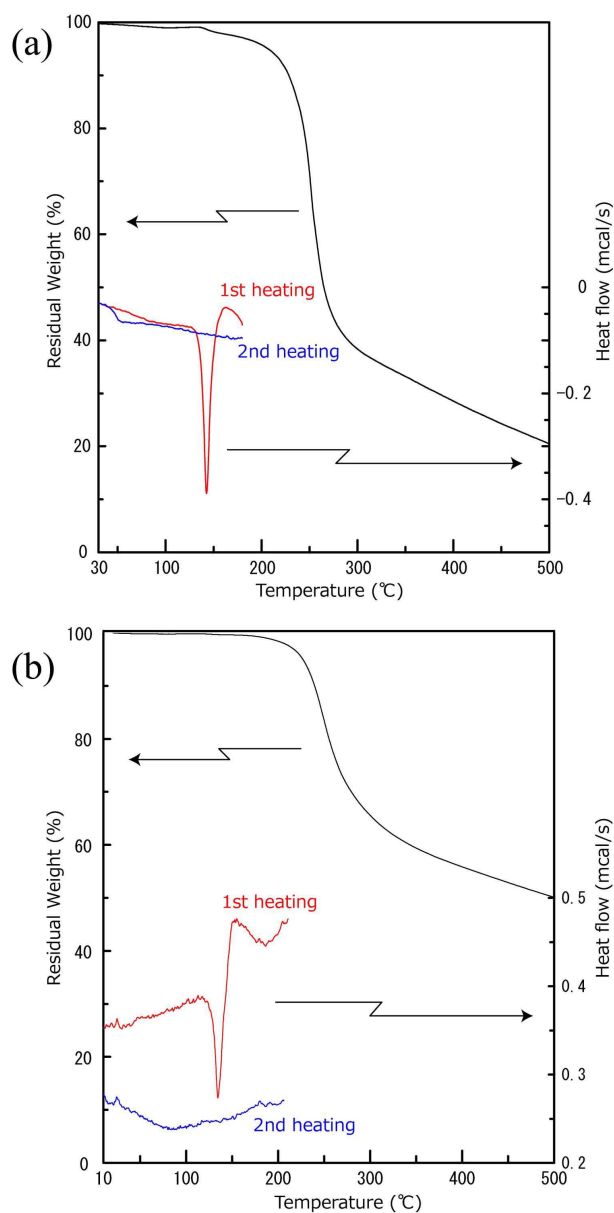 (a)
100
80
60
40
20
0
Residual Weight (%)
1st heating
2nd heating
0
−0.2
−0.4
Heat flow (mcal/s)
30
100
200
300
400
500
Temperature (℃)
(b)
100
80
60
40
20
0
Residual Weight (%)
1st heating
2nd heating
0.5
0.4
0.3
0.2
Heat flow (mcal/s)
10
100
200
300
400
500
Temperature (℃)